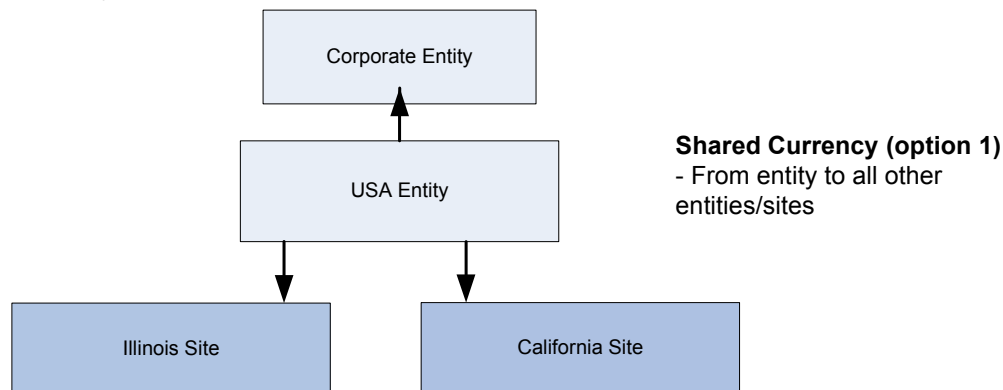 Corporate Entity
USA Entity
Shared Currency (option 1)
- From entity to all other
entities/sites
Illinois Site
California Site